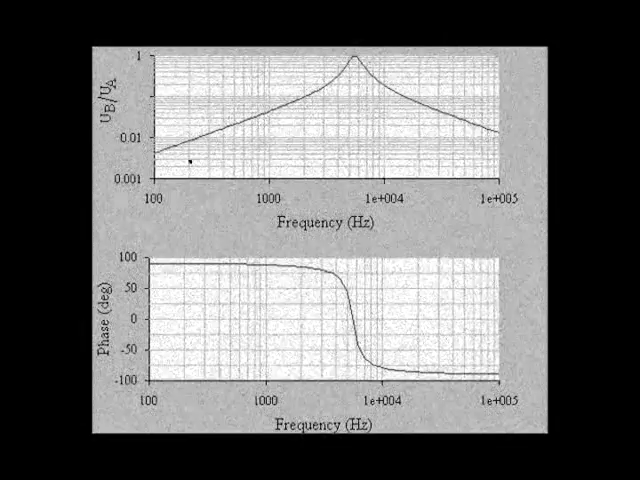 1
0.01
0.001
U_B/U_A
100 1000 1e+004 1e+005
Frequency (Hz)
100
50
0
-50
-100
Phase (deg)
100 1000 1e+004 1e+005
Frequency (Hz)